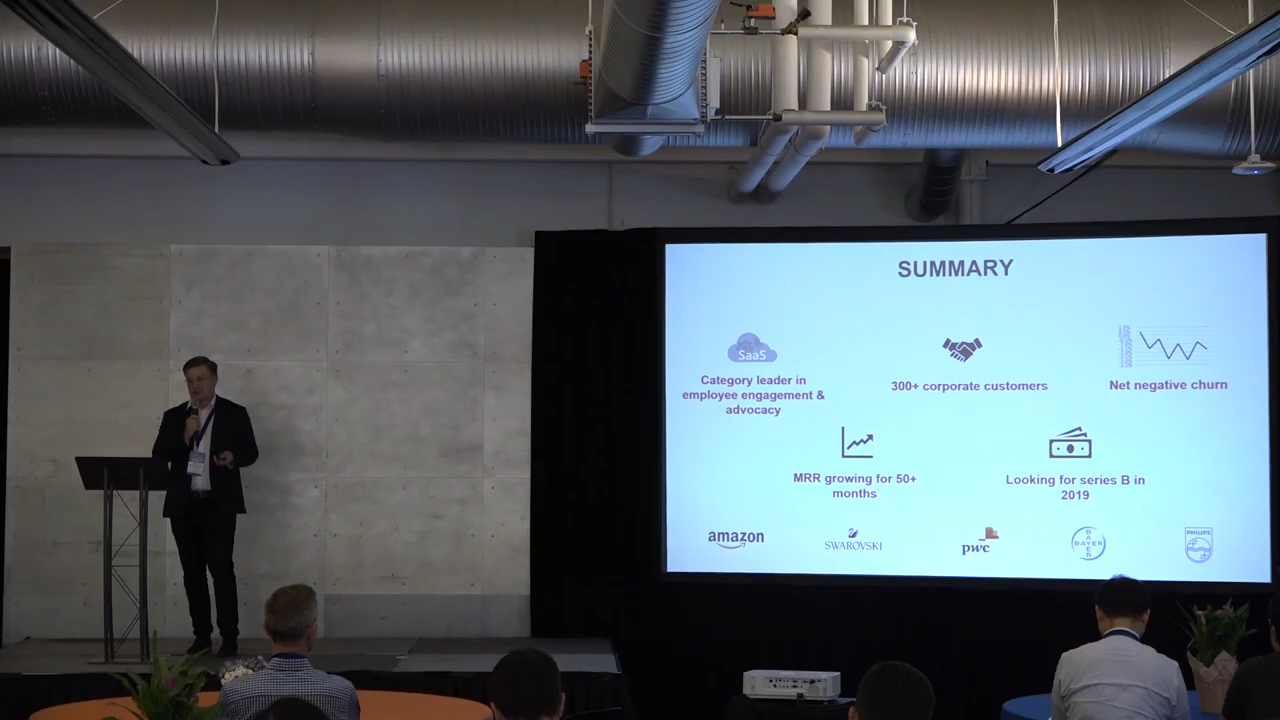 SUMMARY
SaaS
Category leader in
employee engagement &
advocacy
300+ corporate customers
Net negative churn
MRR growing for 50+
months
Looking for series B in
2019
amazon
SWAROVSKI
pwc
BAYER
BAYER
PHILIPS